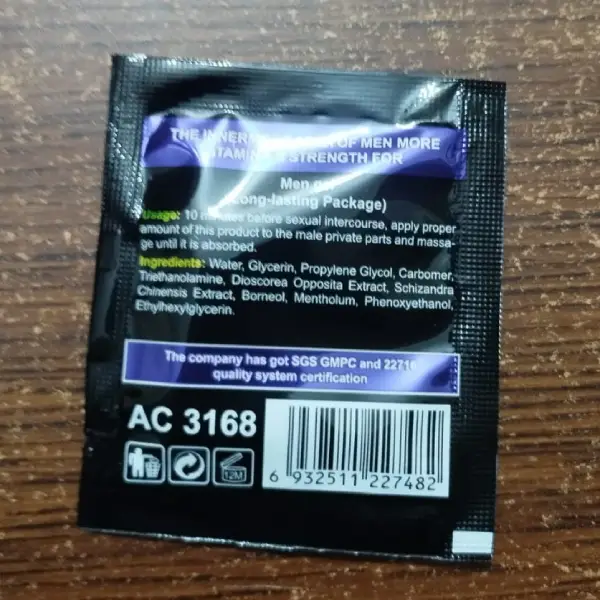 THE INNER OF MEN MORE
STRENGTH FOR
Men
Long-lasting Package)
Usage: 10 before sexual intercourse, apply proper
amount of this product to the male private parts and massa-
ge until it is absorbed.
Ingredients: Water, Glycerin, Propylene Glycol, Carbomer,
Triethanolamine, Dioscorea Opposita Extract, Schizandra
Chinensis Extract, Borneol, Mentholum, Phenoxyethanol,
Ethylhexylglycerin.
The company has got SGS GMPC and 22716
quality system certification
AC 3168
12M
6 932511 227482